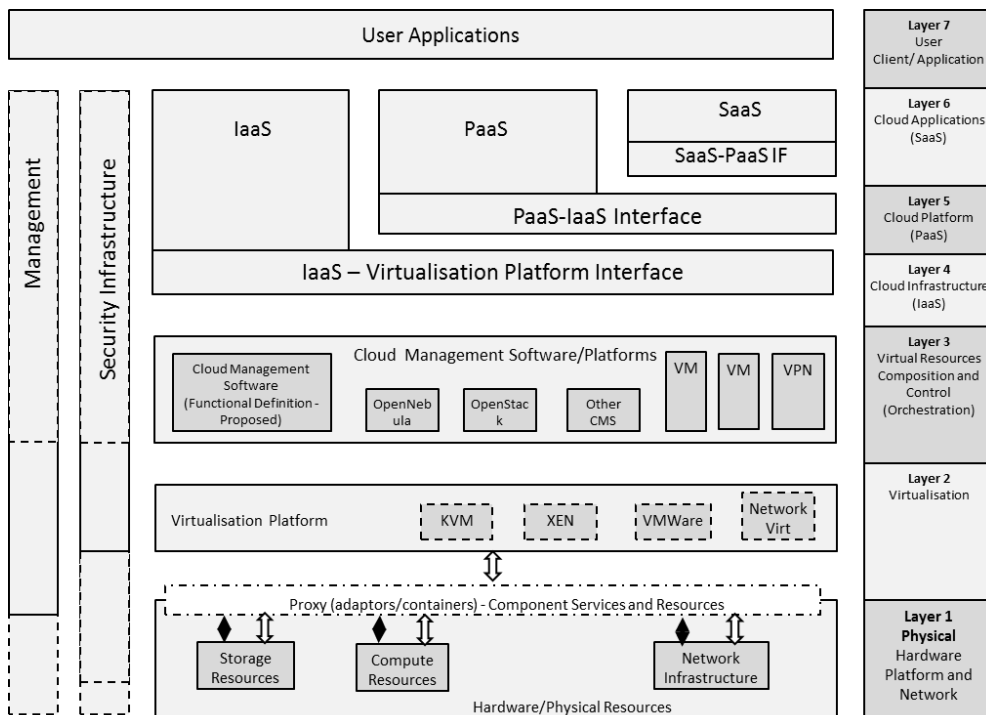 User Applications
Management
Security Infrastructure
IaaS
PaaS
SaaS
SaaS-PaaS IF
PaaS-IaaS Interface
IaaS – Virtualisation Platform Interface
Cloud Management Software/Platforms
Cloud Management
Software
(Functional Definition -
Proposed)
OpenNeb
ula
OpenStac
k
Other
CMS
VM
VM
VPN
Virtualisation Platform
KVM
XEN
VMWare
Network
Virt
Proxy (adaptors/containers) - Component Services and Resources
Storage
Resources
Compute
Resources
Network
Infrastructure
Hardware/Physical Resources
Layer 7
User
Client/ Application
Layer 6
Cloud Applications
(SaaS)
Layer 5
Cloud Platform
(PaaS)
Layer 4
Cloud Infrastructure
(IaaS)
Layer 3
Virtual Resources
Composition and
Control
(Orchestration)
Layer 2
Virtualisation
Layer 1
Physical
Hardware
Platform and
Network